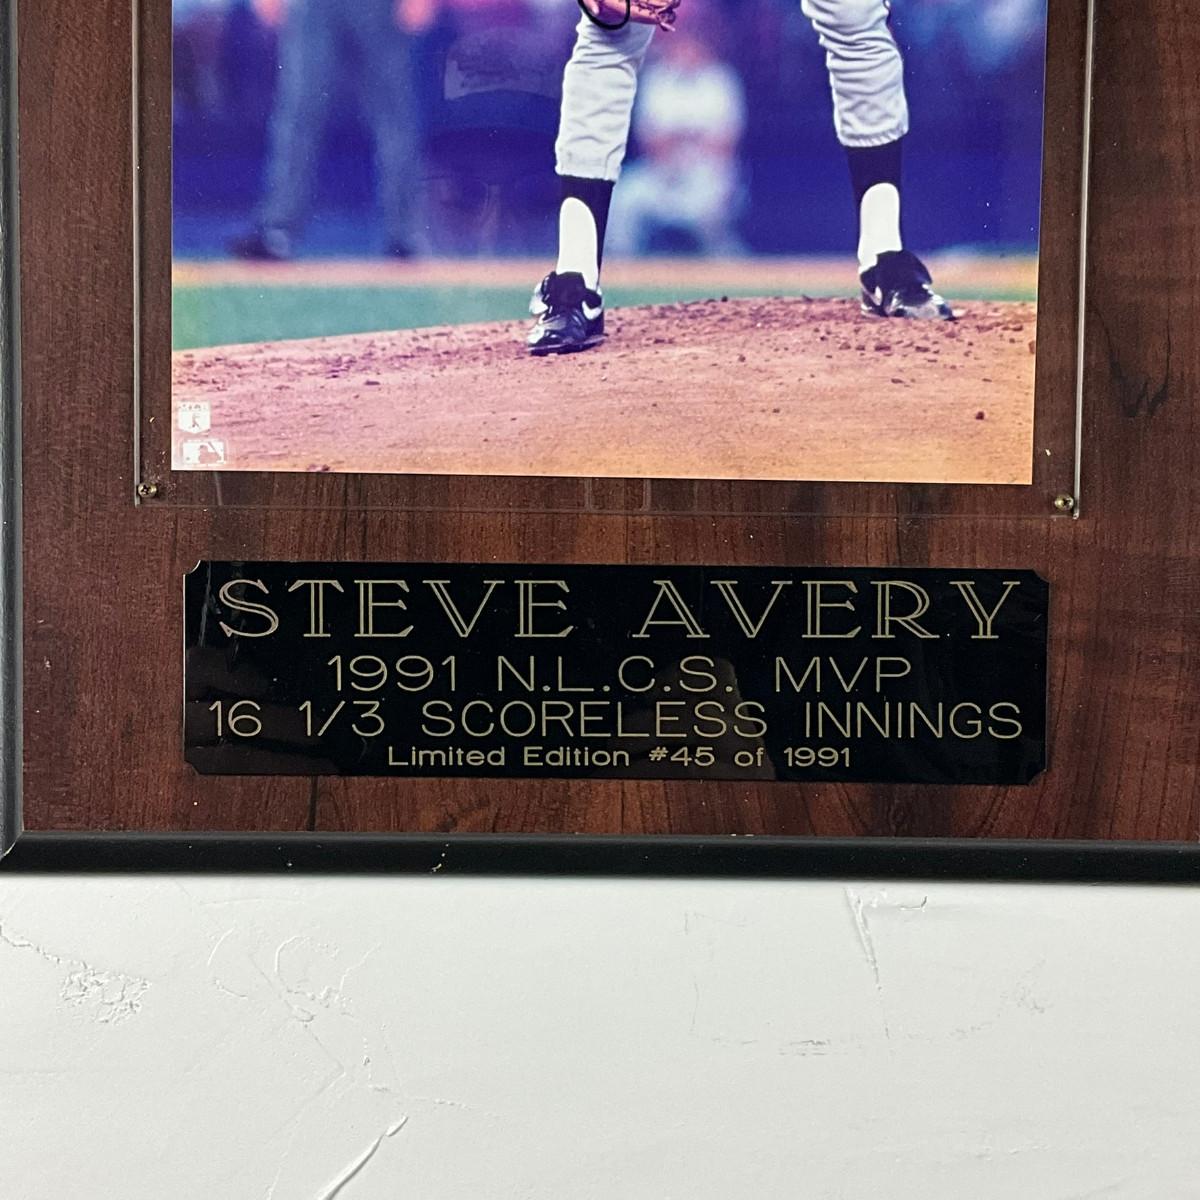 STEVE AVERY
1991 N.L.C.S. MVP
16 1/3 SCORELESS INNINGS
Limited Edition #45 of 1991